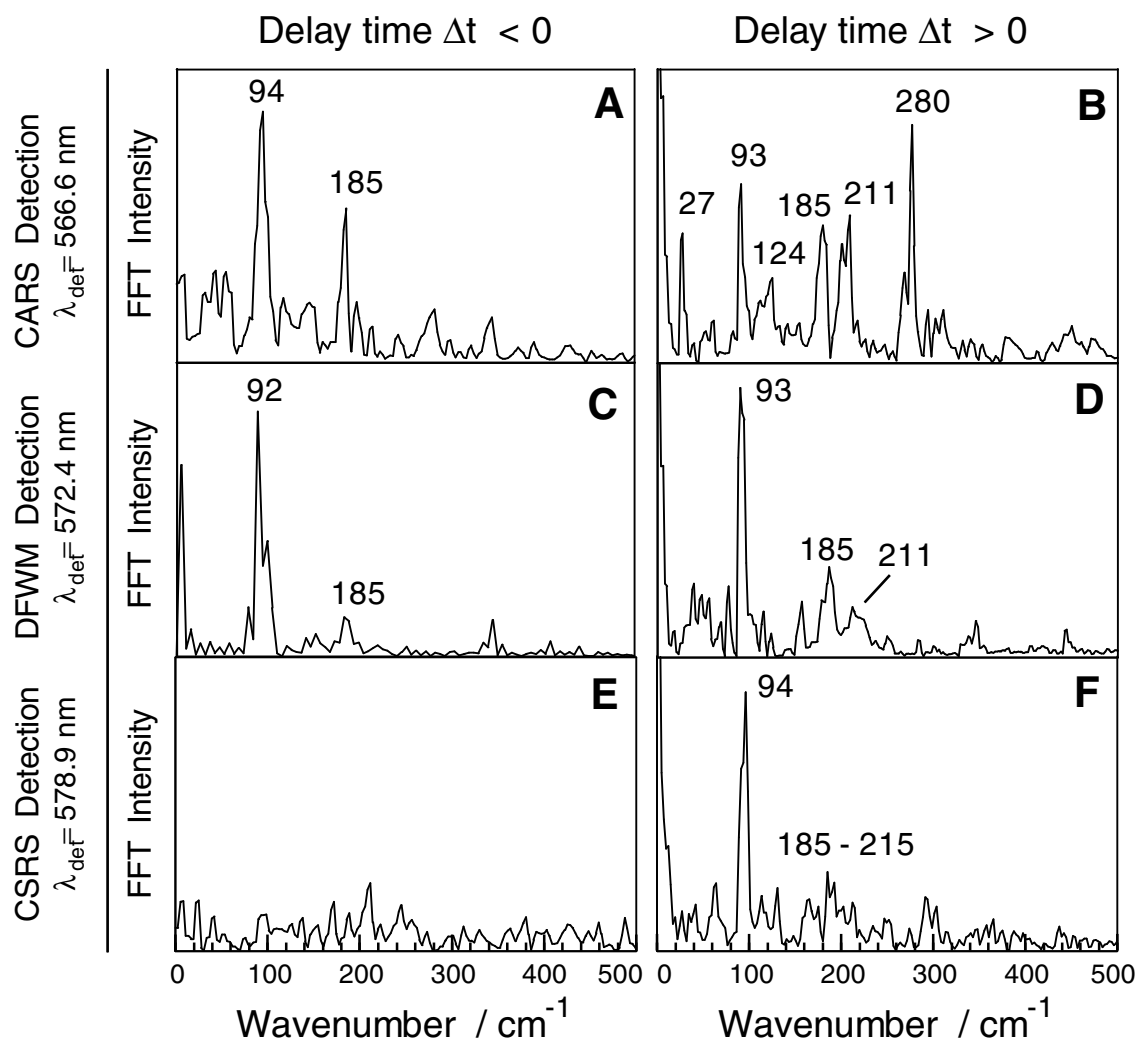 Delay time Δt < 0
Delay time Δt > 0
CARS Detection
λdet= 566.6 nm
FFT Intensity
A
94
185
B
27
93
124
185
211
280
DFWM Detection
λdet= 572.4 nm
FFT Intensity
C
92
185
D
93
185
211
CSRS Detection
λdet= 578.9 nm
FFT Intensity
E
F
94
185 - 215
0 100 200 300 400 500
0 100 200 300 400 500
Wavenumber / cm⁻¹
Wavenumber / cm⁻¹